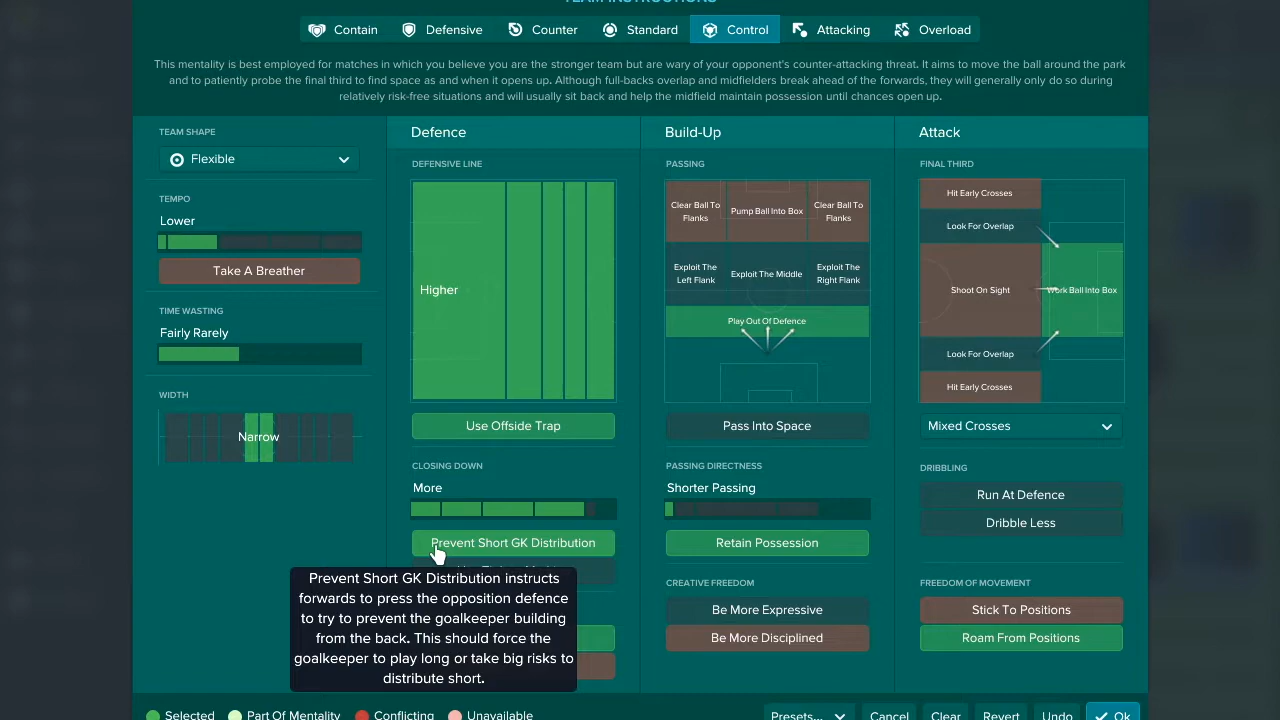 TEAM INSTRUCTIONS
Contain
Defensive
Counter
Standard
Control
Attacking
Overload
This mentality is best employed for matches in which you believe you are the stronger team but are wary of your opponent's counter-attacking threat. It aims to move the ball around the park
and to patiently probe the final third to find space as and when it opens up. Although full-backs overlap and midfielders break ahead of the forwards, they will generally only do so during
relatively risk-free situations and will usually sit back and help the midfield maintain possession until chances open up.
TEAM SHAPE
Flexible
TEMPO
Lower
Take A Breather
TIME WASTING
Fairly Rarely
WIDTH
Narrow
Defence
DEFENSIVE LINE
Higher
Use Offside Trap
CLOSING DOWN
More
Prevent Short GK Distribution
Prevent Short GK Distribution instructs
forwards to press the opposition defence
to try to prevent the goalkeeper building
from the back. This should force the
goalkeeper to play long or take big risks to
distribute short.
Build-Up
PASSING
Clear Ball To
Flanks
Pump Ball Into Box
Clear Ball To
Flanks
Exploit The
Left Flank
Exploit The Middle
Exploit The
Right Flank
Play Out Of Defence
Pass Into Space
PASSING DIRECTNESS
Shorter Passing
Retain Possession
CREATIVE FREEDOM
Be More Expressive
Be More Disciplined
Attack
FINAL THIRD
Hit Early Crosses
Look For Overlap
Shoot On Sight
Work Ball Into Box
Look For Overlap
Hit Early Crosses
Mixed Crosses
DRIBBLING
Run At Defence
Dribble Less
FREEDOM OF MOVEMENT
Stick To Positions
Roam From Positions
Selected
Part Of Mentality
Conflicting
Unavailable
Presets...
Cancel
Clear
Revert
Undo
Ok